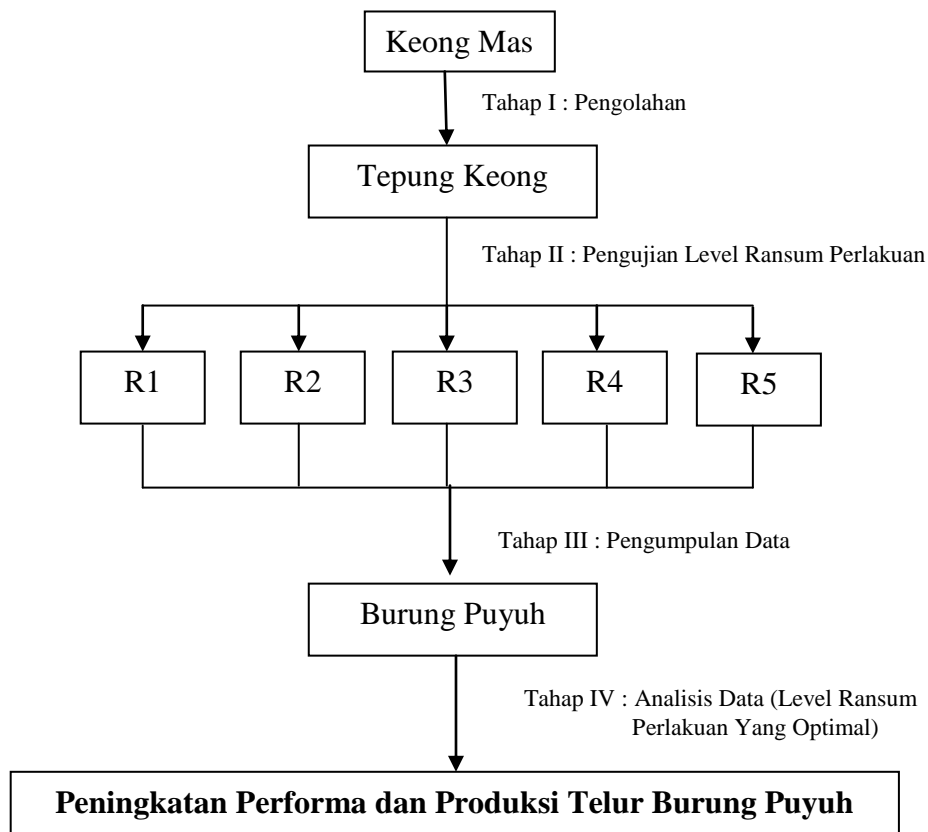 Keong Mas
Tahap I : Pengolahan
Tepung Keong
Tahap II : Pengujian Level Ransum Perlakuan
R1
R2
R3
R4
R5
Tahap III : Pengumpulan Data
Burung Puyuh
Tahap IV : Analisis Data (Level Ransum
Perlakuan Yang Optimal)
Peningkatan Performa dan Produksi Telur Burung Puyuh